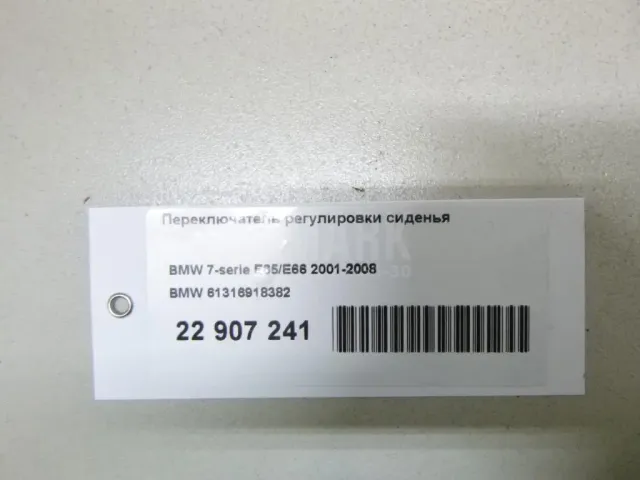 Переключатель регулировки сиденья
BMW 7-serie E65/E66 2001-2008
BMW 61316918382
22 907 241